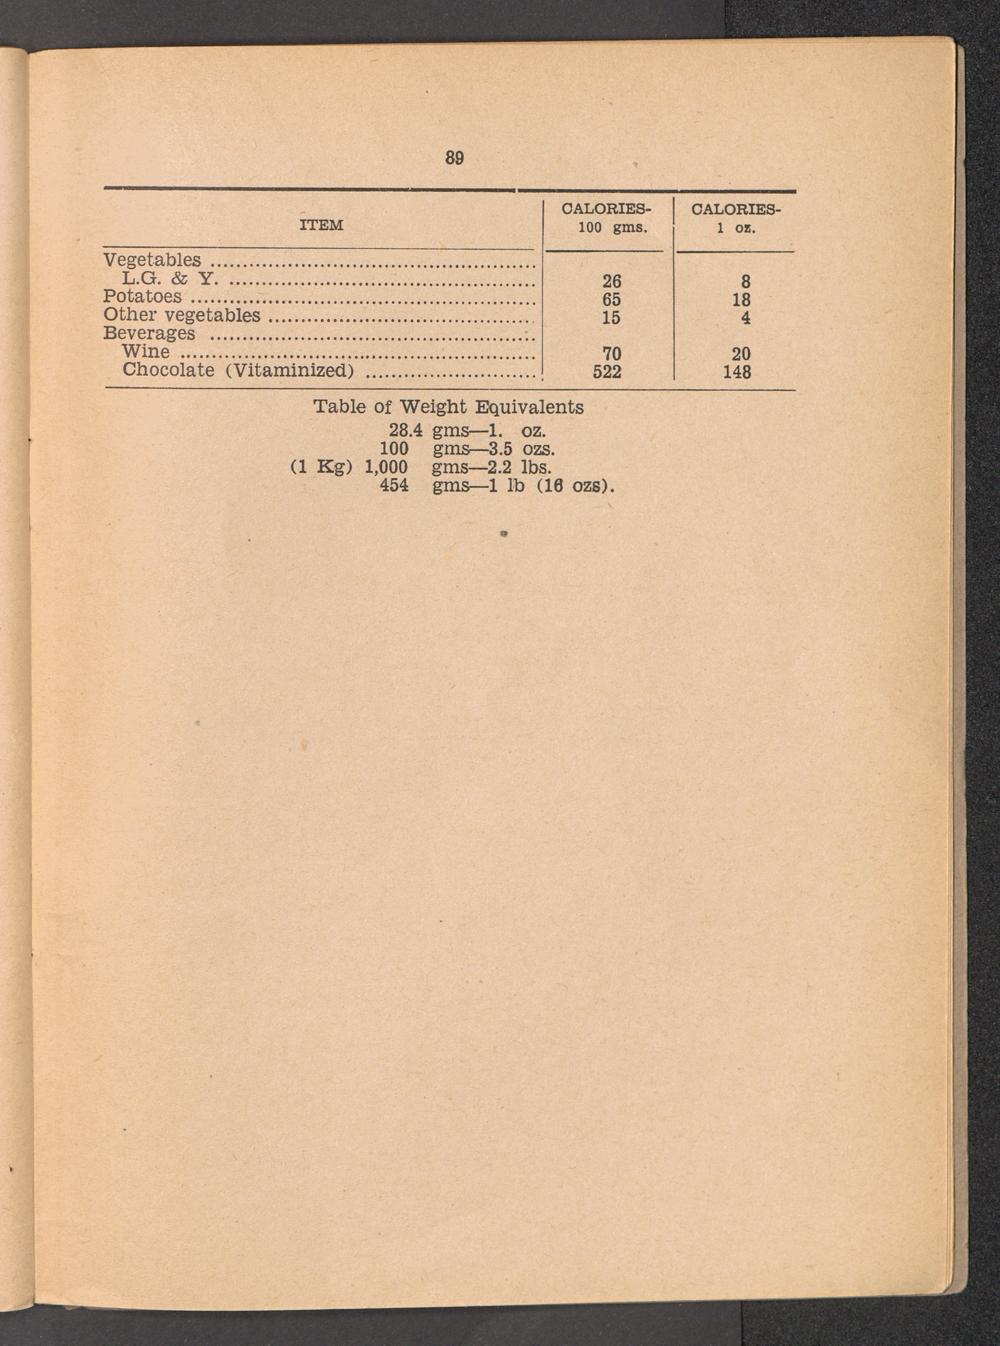 89
ITEM CALORIES- 100 gms. CALORIES- 1 oz.
Vegetables ..................................................
L.G. & Y. ................................................ 26 8
Potatoes ...................................................... 65 18
Other vegetables .......................................... 15 4
Beverages ...................................................
Wine ........................................................ 70 20
Chocolate (Vitaminized) ........................... 522 148
Table of Weight Equivalents
28.4 gms—1. oz.
100 gms—3.5 ozs.
(1 Kg) 1,000 gms—2.2 lbs.
454 gms—1 lb (16 ozs).